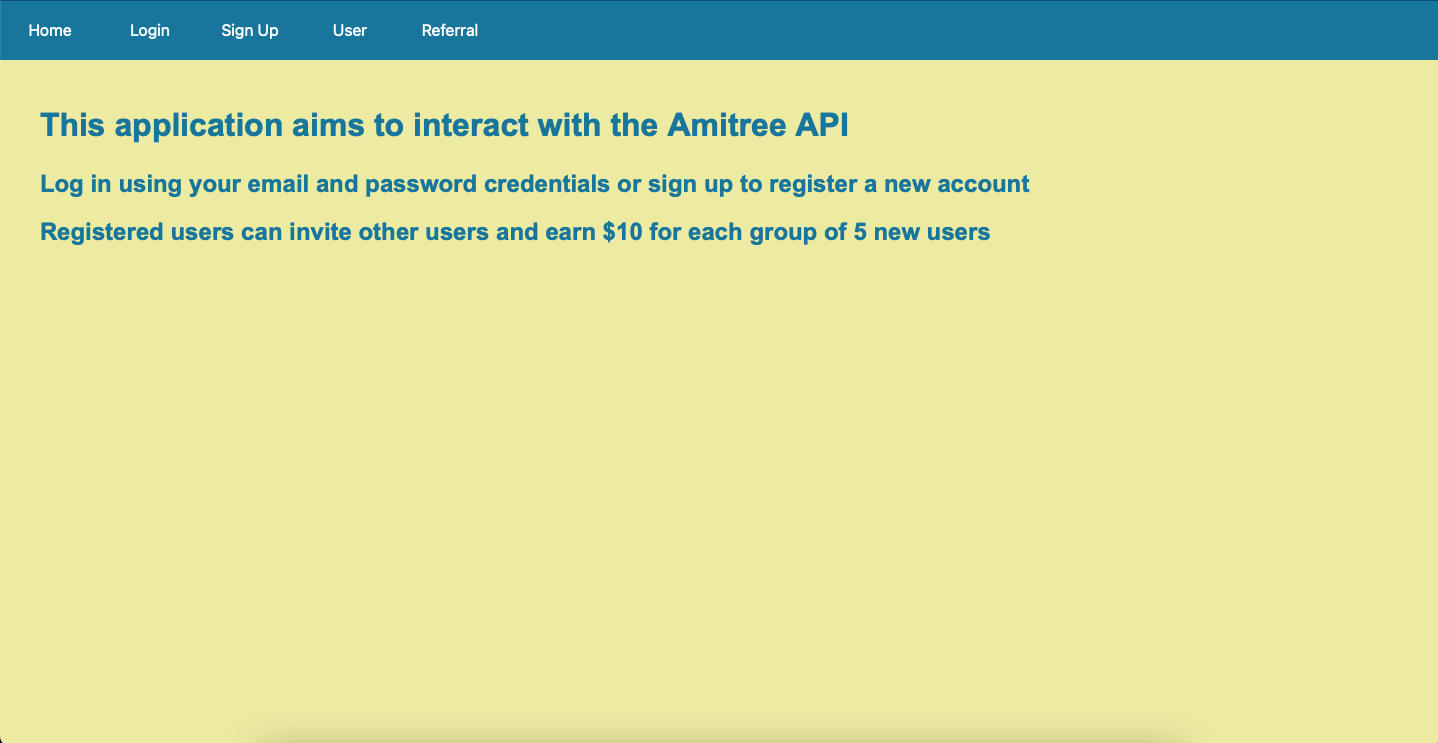 Home Login Sign Up User Referral
This application aims to interact with the Amitree API
Log in using your email and password credentials or sign up to register a new account
Registered users can invite other users and earn $10 for each group of 5 new users